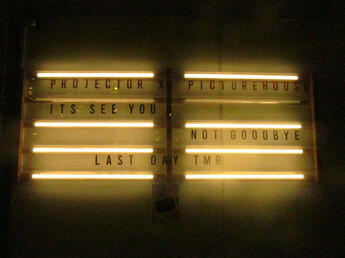 PROJECTOR X PICTUREHOUSE
ITS SEE YOU
NOT GOODBYE
LAST DAY TMR